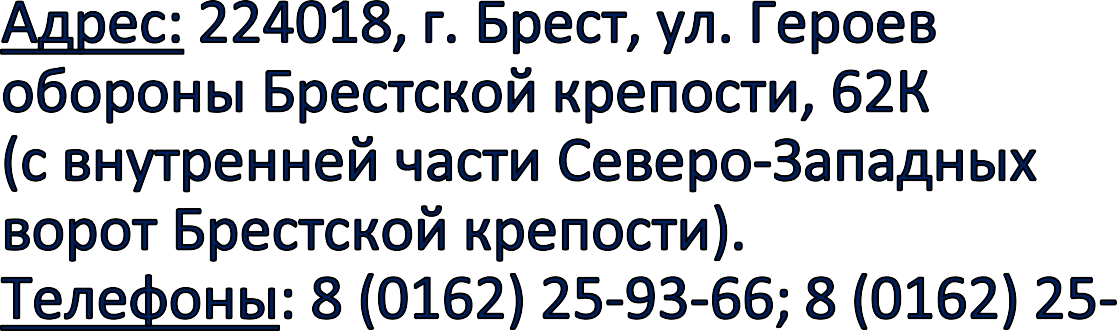 Адрес: 224018, г. Брест, ул. Героев
обороны Брестской крепости, 62К
(с внутренней части Северо-Западных
ворот Брестской крепости).
Телефоны: 8 (0162) 25-93-66; 8 (0162) 25-